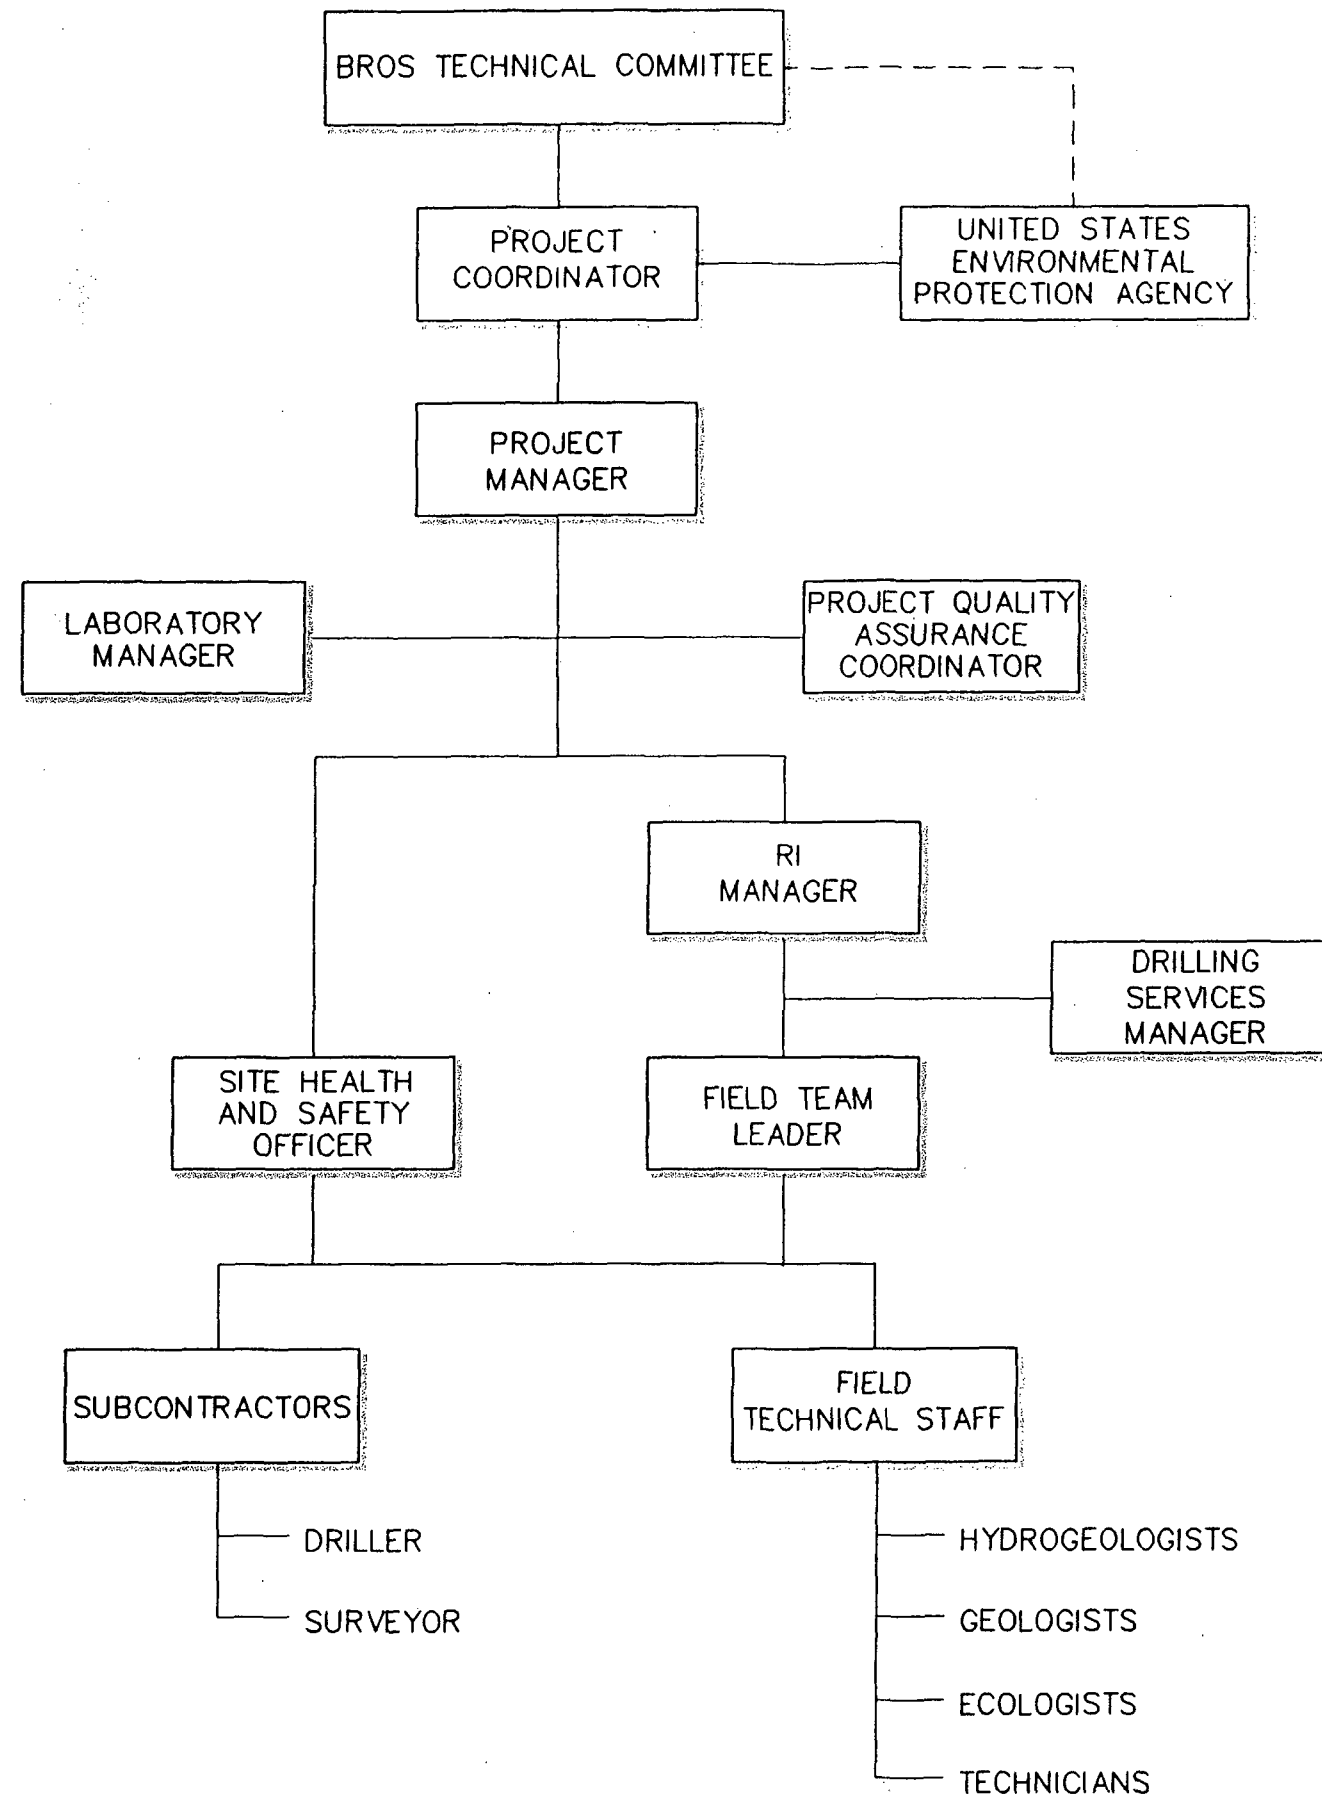 BROS TECHNICAL COMMITTEE
PROJECT
COORDINATOR
UNITED STATES
ENVIRONMENTAL
PROTECTION AGENCY
PROJECT
MANAGER
LABORATORY
MANAGER
PROJECT QUALITY
ASSURANCE
COORDINATOR
RI
MANAGER
DRILLING
SERVICES
MANAGER
SITE HEALTH
AND SAFETY
OFFICER
FIELD TEAM
LEADER
SUBCONTRACTORS
FIELD
TECHNICAL STAFF
DRILLER
SURVEYOR
HYDROGEOLOGISTS
GEOLOGISTS
ECOLOGISTS
TECHNICIANS